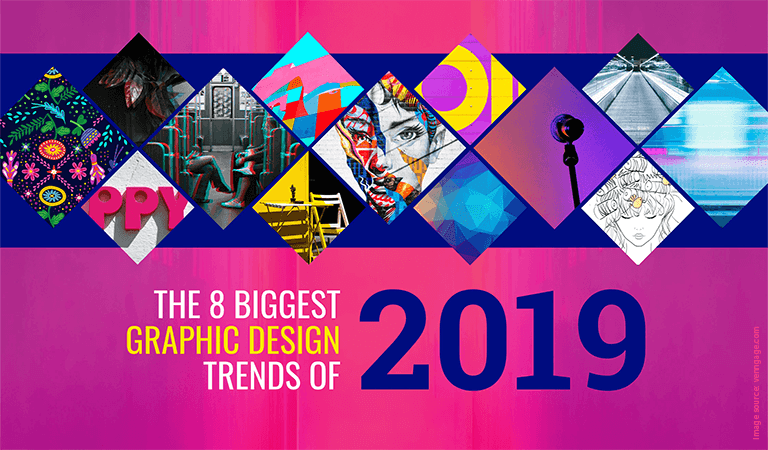 PPY
THE 8 BIGGEST
GRAPHIC DESIGN
TRENDS OF
2019
Image source: venngage.com